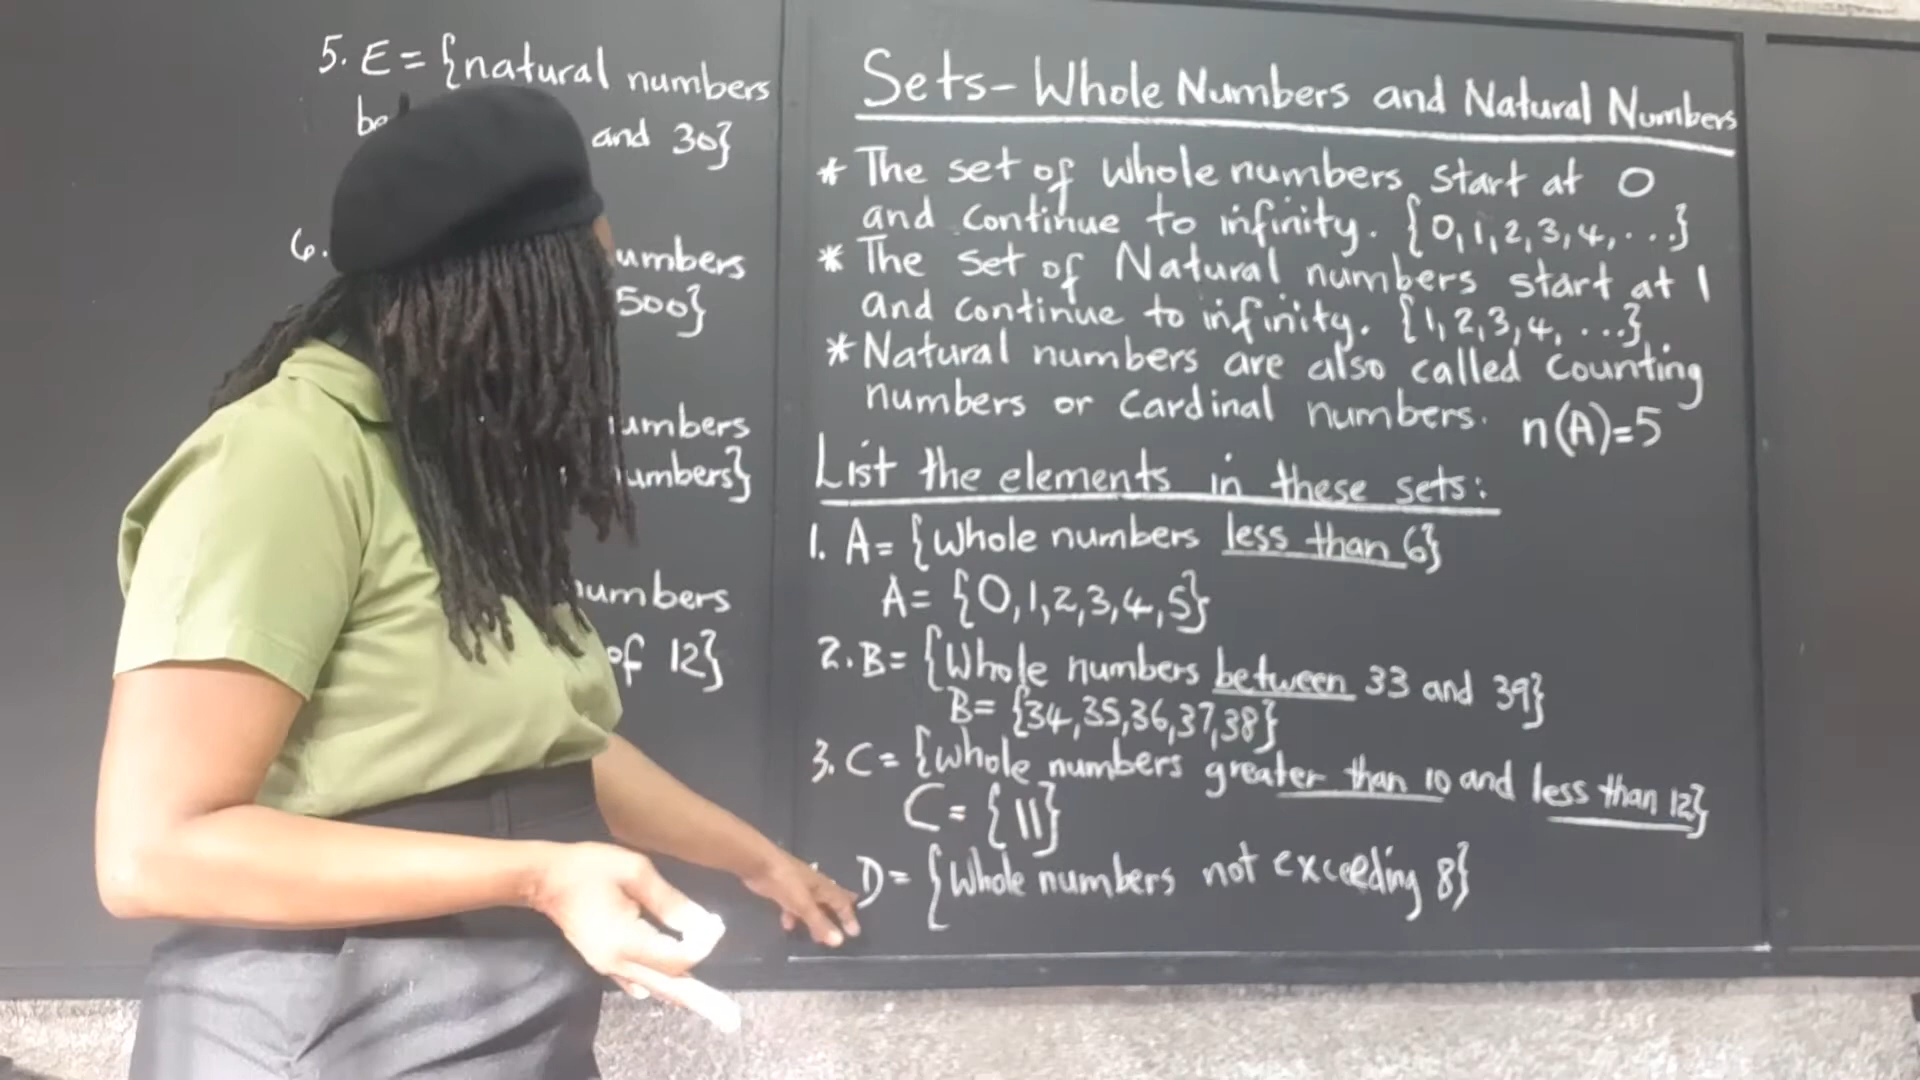 5. E = {natural numbers
and 30}
6.
500}
of 12}
Sets - Whole Numbers and Natural Numbers
* The set of whole numbers start at 0
and continue to infinity. {0,1,2,3,4,...}
* The set of Natural numbers start at 1
and continue to infinity. {1,2,3,4,...}
* Natural numbers are also called Counting
numbers or Cardinal numbers. n(A)=5
List the elements in these sets:
1. A = {Whole numbers less than 6}
A = {0,1,2,3,4,5}
2. B = {Whole numbers between 33 and 39}
B = {34,35,36,37,38}
3. C = {whole numbers greater than 10 and less than 12}
C = {11}
D = {Whole numbers not exceeding 8}